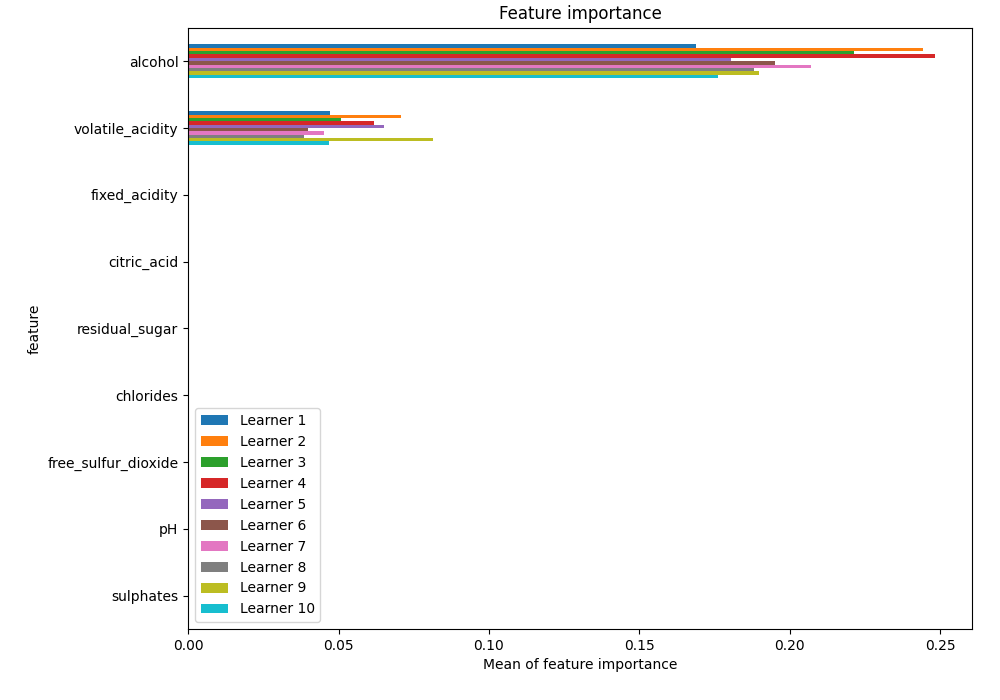 Feature importance
alcohol
volatile_acidity
fixed_acidity
citric_acid
residual_sugar
chlorides
free_sulfur_dioxide
pH
sulphates
feature
Learner 1
Learner 2
Learner 3
Learner 4
Learner 5
Learner 6
Learner 7
Learner 8
Learner 9
Learner 10
0.00 0.05 0.10 0.15 0.20 0.25
Mean of feature importance